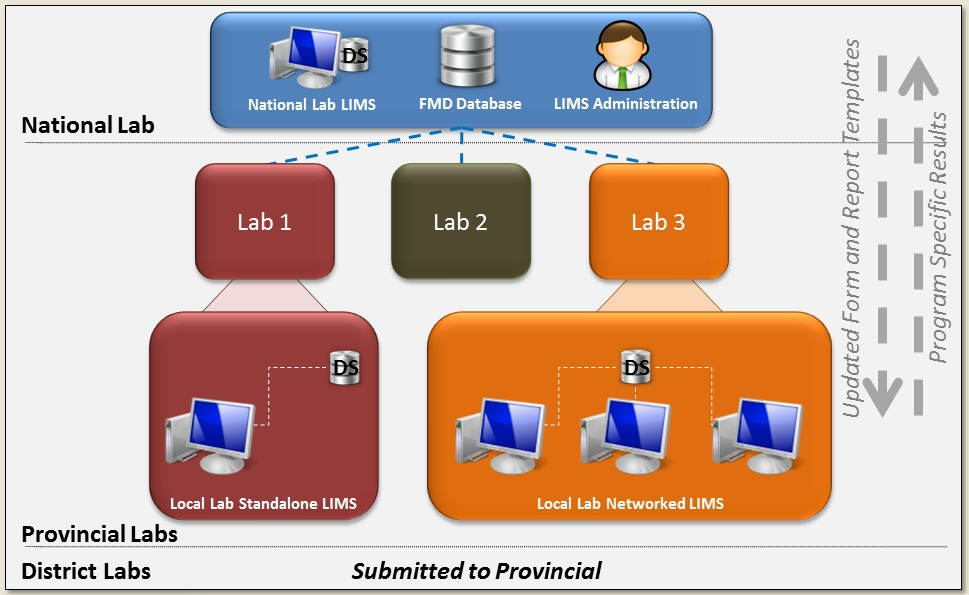 DS
National Lab LIMS
FMD Database
LIMS Administration
National Lab
Lab 1
Lab 2
Lab 3
Updated Form and Report Templates
Program Specific Results
DS
Local Lab Standalone LIMS
DS
Local Lab Networked LIMS
Provincial Labs
District Labs
Submitted to Provincial